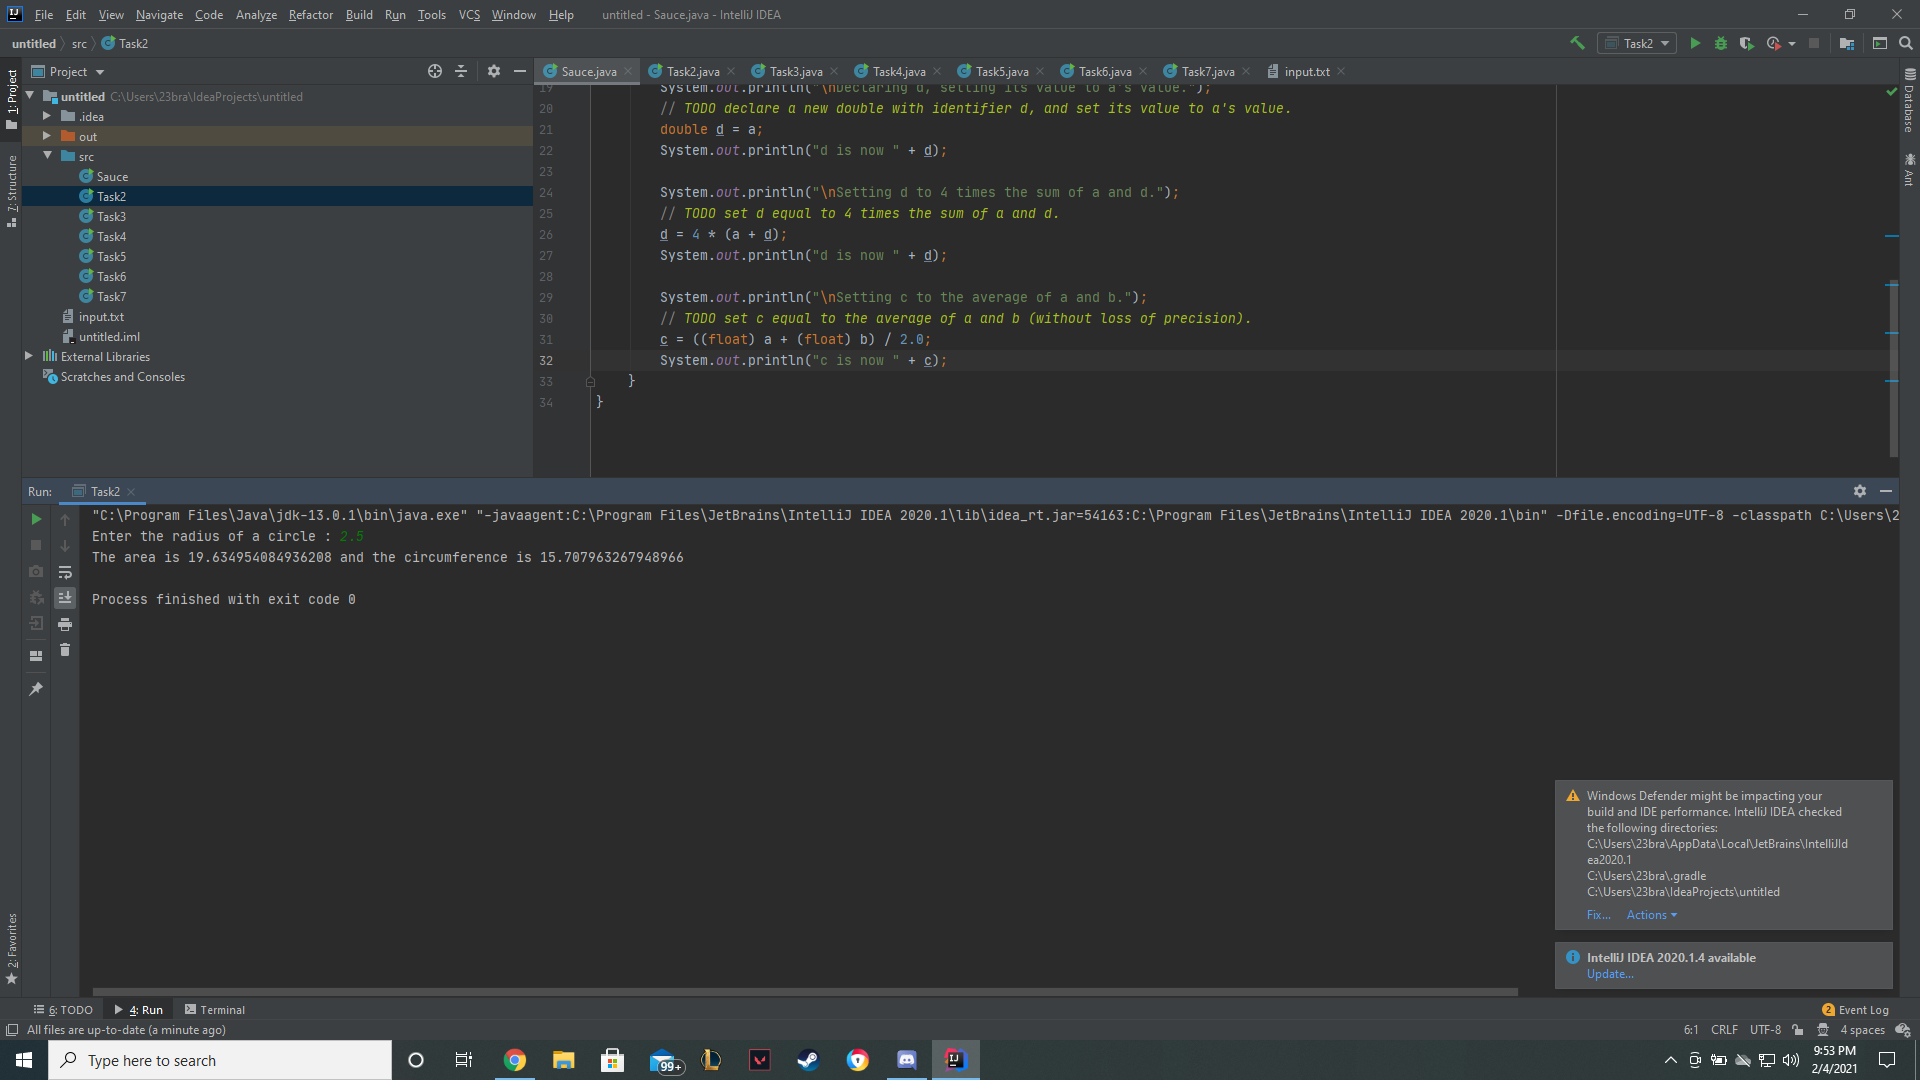 File Edit View Navigate Code Analyze Refactor Build Run Tools VCS Window Help untitled - Sauce.java - IntelliJ IDEA
untitled src Task2 Task2
Project Sauce.java Task2.java Task3.java Task4.java Task5.java Task6.java Task7.java input.txt
1: Project
7: Structure
2: Favorites
Database
Ant
untitled C:\Users\23bra\IdeaProjects\untitled
.idea
out
src
Sauce
Task2
Task3
Task4
Task5
Task6
Task7
input.txt
untitled.iml
External Libraries
Scratches and Consoles
19 System.out.println("\nDeclaring d, setting its value to a's value.");
20 // TODO declare a new double with identifier d, and set its value to a's value.
21 double d = a;
22 System.out.println("d is now " + d);
23
24 System.out.println("\nSetting d to 4 times the sum of a and d.");
25 // TODO set d equal to 4 times the sum of a and d.
26 d = 4 * (a + d);
27 System.out.println("d is now " + d);
28
29 System.out.println("\nSetting c to the average of a and b.");
30 // TODO set c equal to the average of a and b (without loss of precision).
31 c = ((float) a + (float) b) / 2.0;
32 System.out.println("c is now " + c);
33 }
34 }
Run: Task2
"C:\Program Files\Java\jdk-13.0.1\bin\java.exe" "-javaagent:C:\Program Files\JetBrains\IntelliJ IDEA 2020.1\lib\idea_rt.jar=54163:C:\Program Files\JetBrains\IntelliJ IDEA 2020.1\bin" -Dfile.encoding=UTF-8 -classpath C:\Users\2
Enter the radius of a circle : 2.5
The area is 19.634954084936208 and the circumference is 15.707963267948966
Process finished with exit code 0
Windows Defender might be impacting your
build and IDE performance. IntelliJ IDEA checked
the following directories:
C:\Users\23bra\AppData\Local\JetBrains\IntelliJId
ea2020.1
C:\Users\23bra\.gradle
C:\Users\23bra\IdeaProjects\untitled
Fix... Actions
IntelliJ IDEA 2020.1.4 available
Update...
6: TODO 4: Run Terminal 2 Event Log
All files are up-to-date (a minute ago) 6:1 CRLF UTF-8 4 spaces
Type here to search 99+ 9:53 PM
2/4/2021